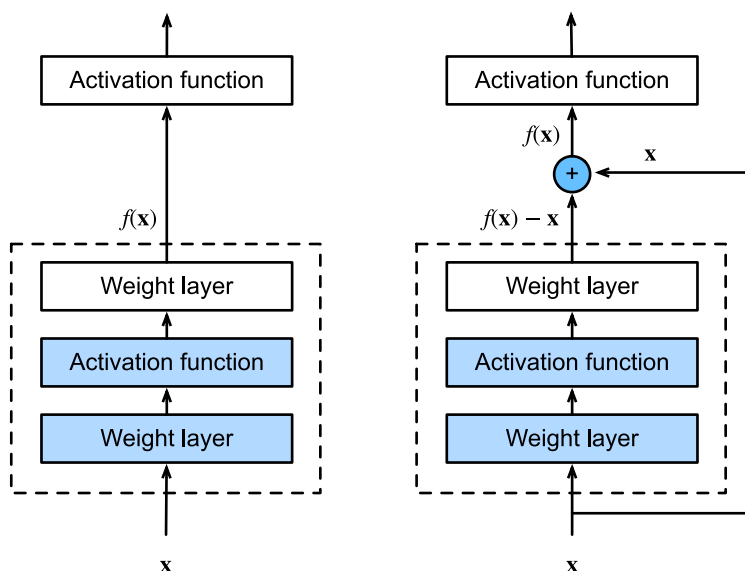 Activation function
f(x)
Weight layer
Activation function
Weight layer
x
Activation function
f(x)
x
+
f(x) − x
Weight layer
Activation function
Weight layer
x